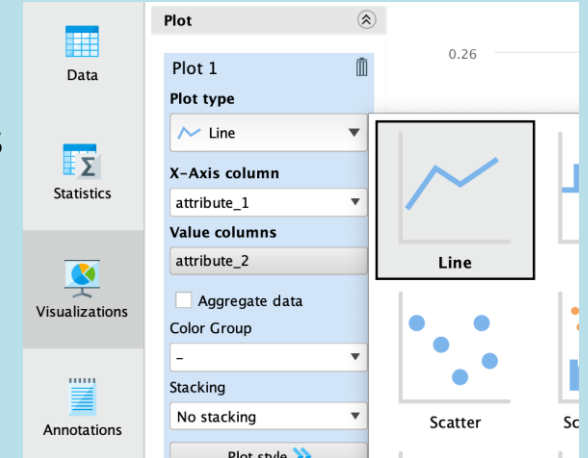 Data
Statistics
Visualizations
Annotations
Plot
Plot 1
Plot type
Line
X-Axis column
attribute_1
Value columns
attribute_2
Aggregate data
Color Group
-
Stacking
No stacking
Plot style
0.26
Line
Scatter